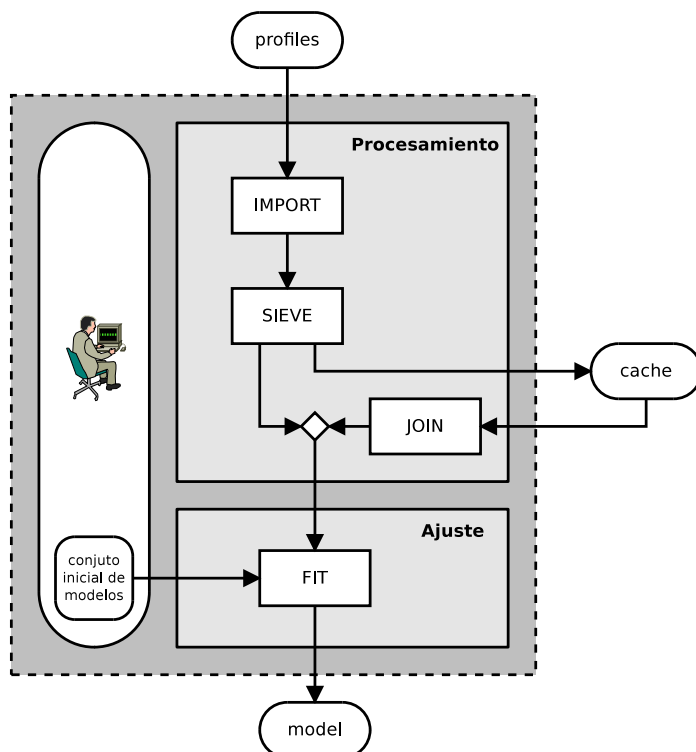 profiles
Procesamiento
IMPORT
SIEVE
cache
JOIN
Ajuste
conjuto
inicial de
modelos
FIT
model